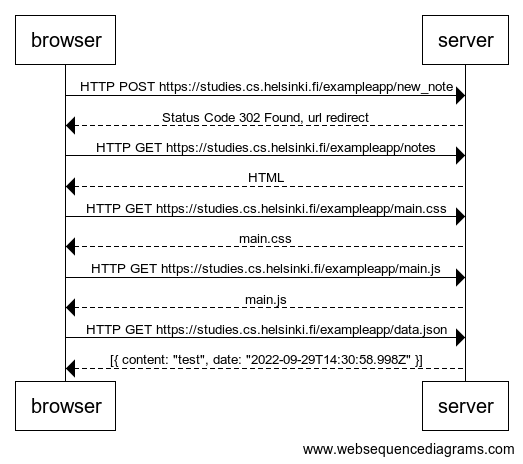 browser server
HTTP POST https://studies.cs.helsinki.fi/exampleapp/new_note
Status Code 302 Found, url redirect
HTTP GET https://studies.cs.helsinki.fi/exampleapp/notes
HTML
HTTP GET https://studies.cs.helsinki.fi/exampleapp/main.css
main.css
HTTP GET https://studies.cs.helsinki.fi/exampleapp/main.js
main.js
HTTP GET https://studies.cs.helsinki.fi/exampleapp/data.json
[{ content: "test", date: "2022-09-29T14:30:58.998Z" }]
browser server
www.websequencediagrams.com